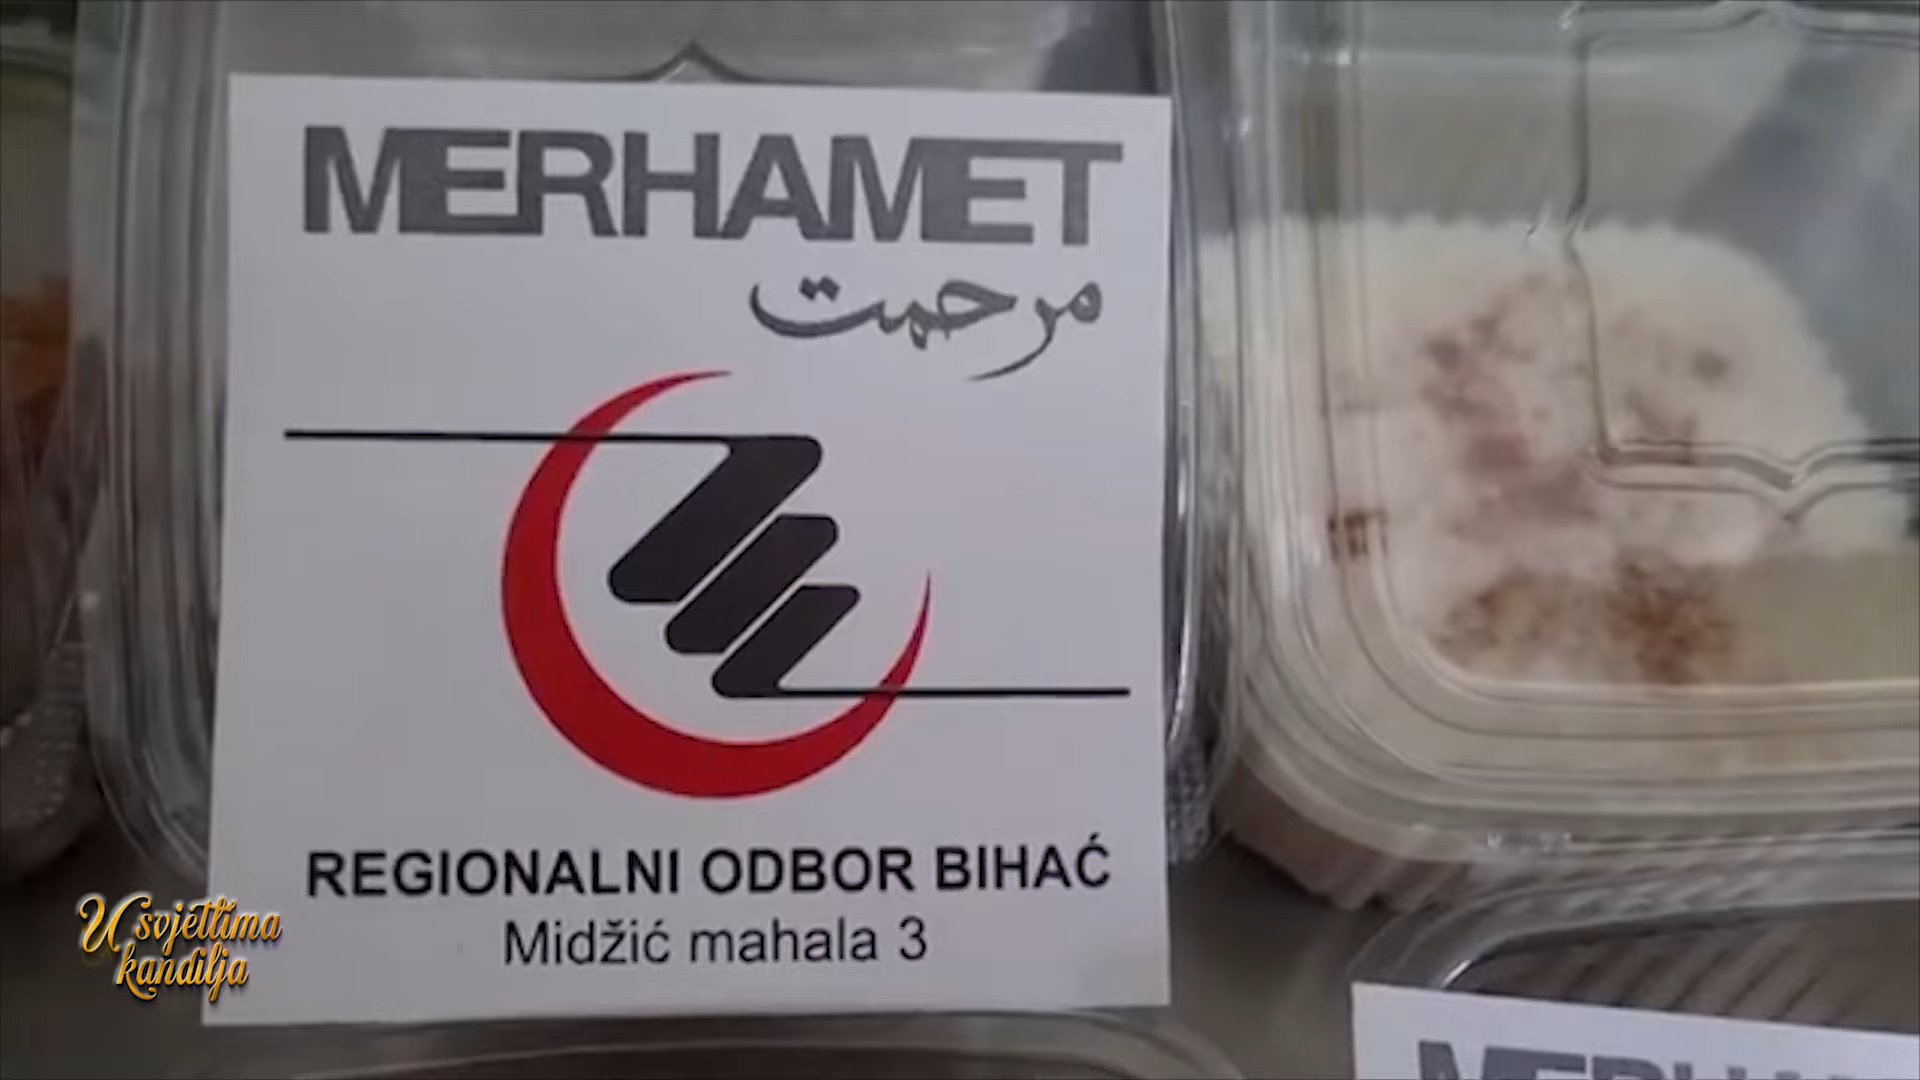 MERHAMET
مرحمت
REGIONALNI ODBOR BIHAĆ
Midžić mahala 3
U svjetlima
kandilja